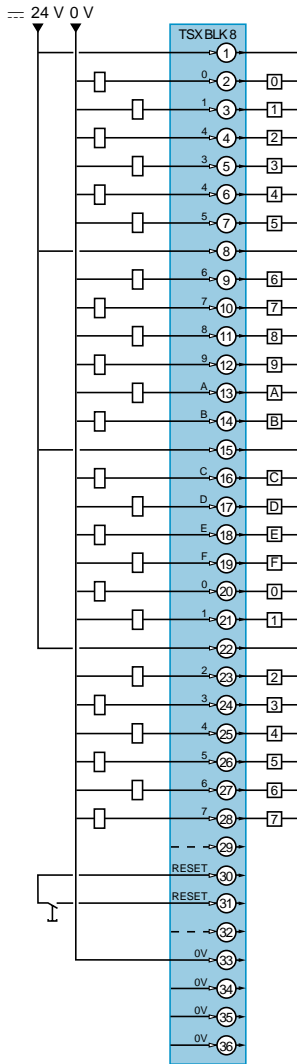 24 V 0 V
TSX BLK 8
1
0 2 0
1 3 1
4 4 2
3 5 3
4 6 4
5 7 5
8
6 9 6
7 10 7
8 11 8
9 12 9
A 13 A
B 14 B
15
C 16 C
D 17 D
E 18 E
F 19 F
0 20 0
1 21 1
22
2 23 2
3 24 3
4 25 4
5 26 5
6 27 6
7 28 7
29
RESET 30
RESET 31
32
0V 33
0V 34
0V 35
0V 36